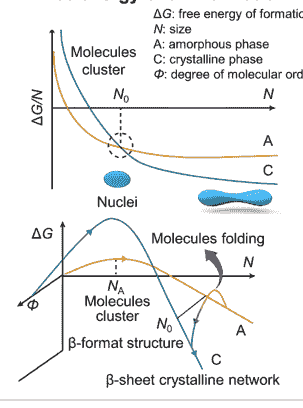 ΔG: free energy of formatio
N: size
A: amorphous phase
C: crystalline phase
Φ: degree of molecular ord
Molecules
cluster
N₀
N
ΔG/N
A
C
Nuclei
ΔG
Molecules folding
N
Φ
N_A
Molecules
cluster
N₀
A
β-format structure
C
β-sheet crystalline network